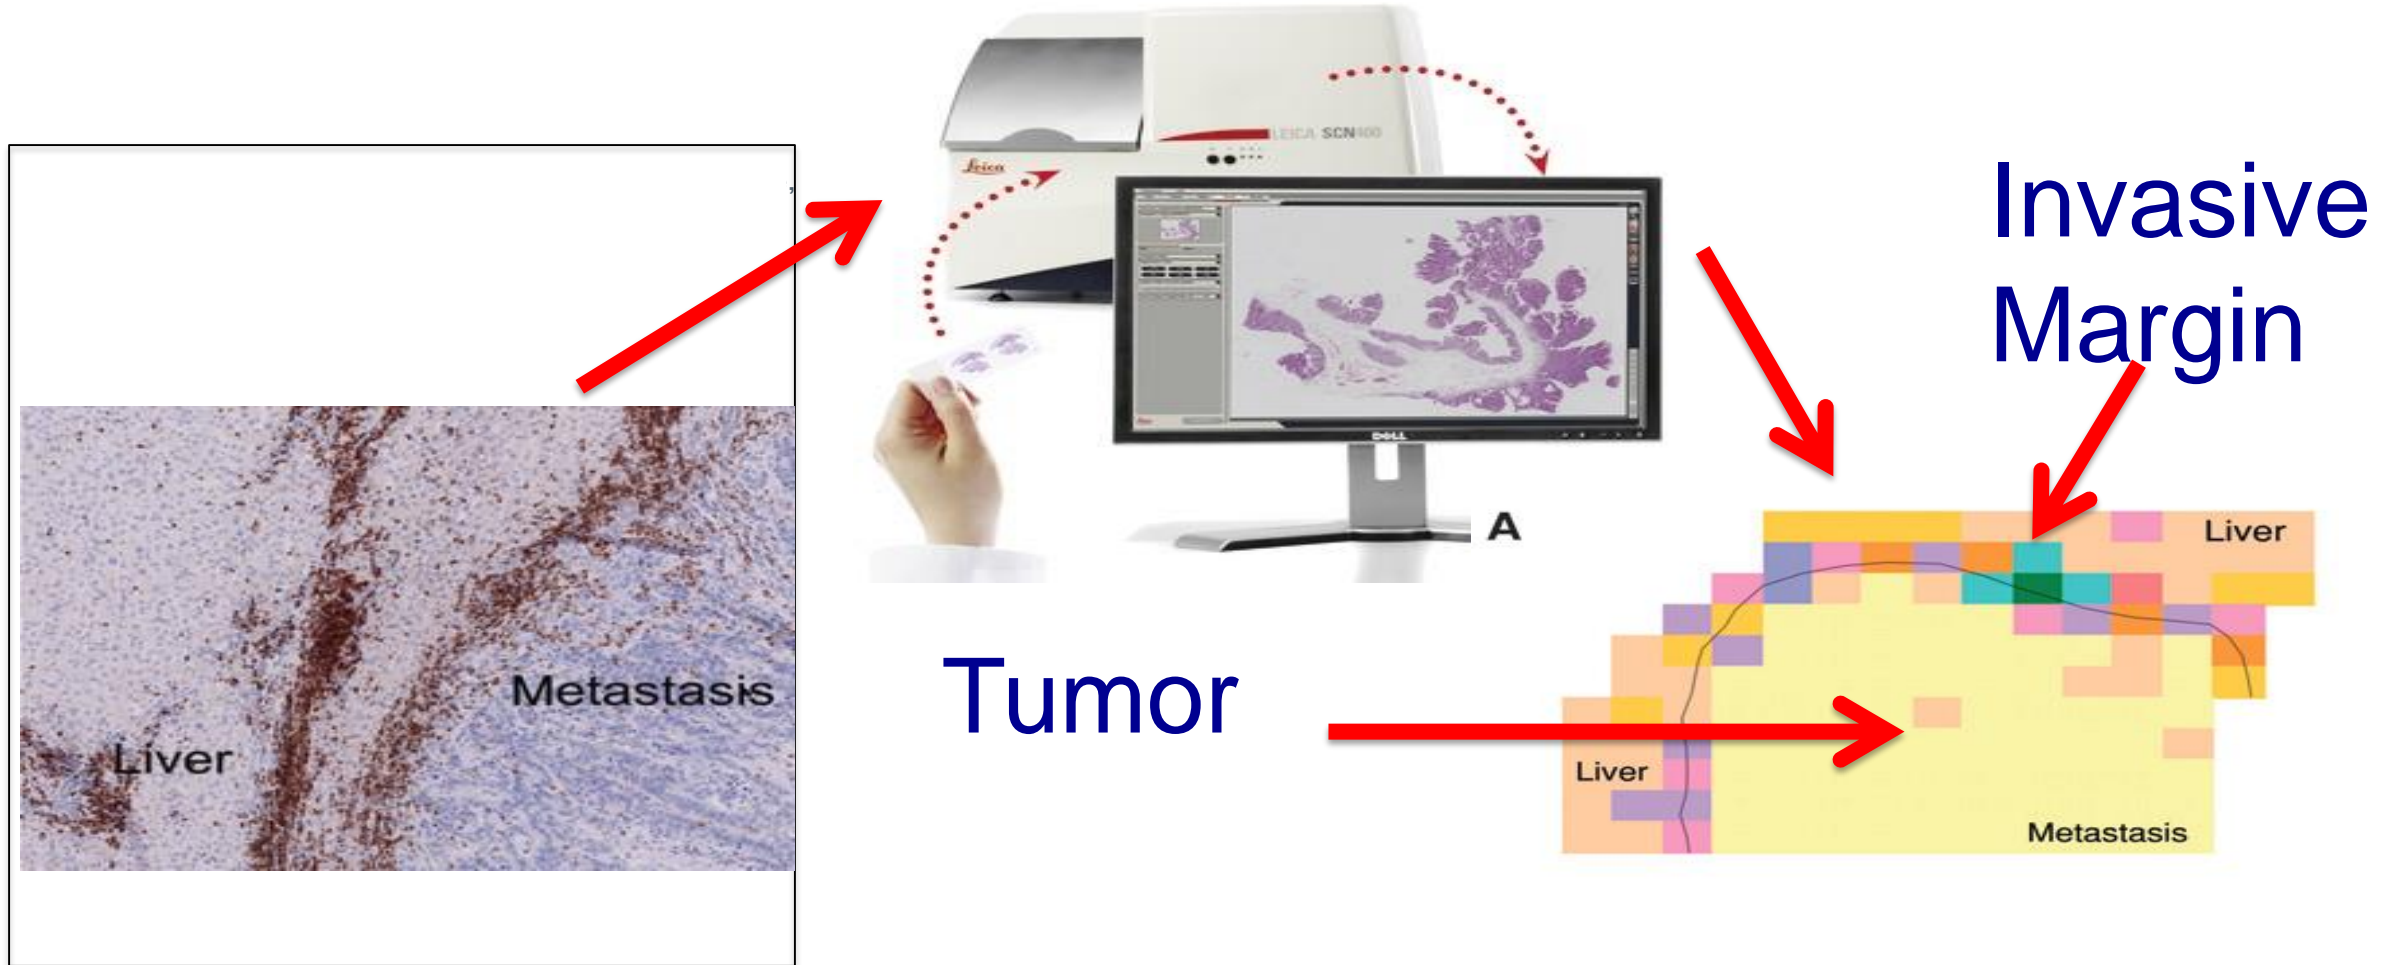 ,
Leica
LEICA SCN400
DELL
Invasive
Margin
A
Liver
Metastasis
Liver
Tumor
Liver
Metastasis